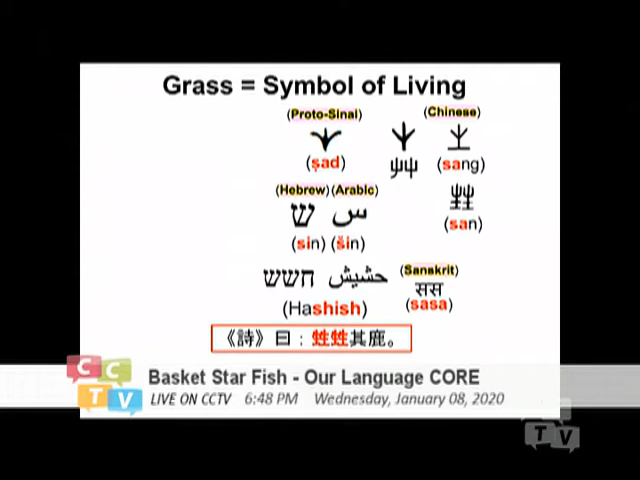 Grass = Symbol of Living
(Proto-Sinai) (Chinese)
(ṣad) (sang)
(Hebrew) (Arabic)
ש س
(san)
(sin) (šin)
חשש حشيش (Sanskrit)
सस
(Hashish) (sasa)
《詩》曰：甡甡其鹿。
CCTV
Basket Star Fish - Our Language CORE
LIVE ON CCTV 6:48 PM Wednesday, January 08, 2020
TV